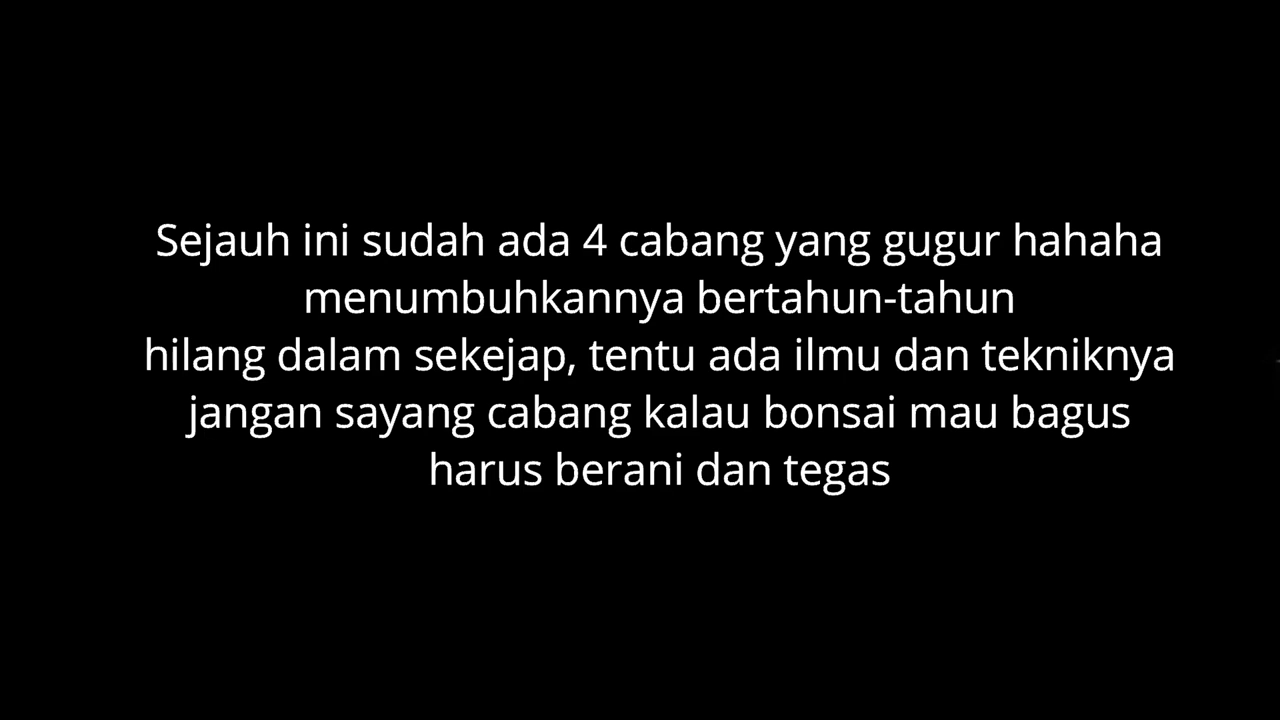 Sejauh ini sudah ada 4 cabang yang gugur hahaha
menumbuhkannya bertahun-tahun
hilang dalam sekejap, tentu ada ilmu dan tekniknya
jangan sayang cabang kalau bonsai mau bagus
harus berani dan tegas